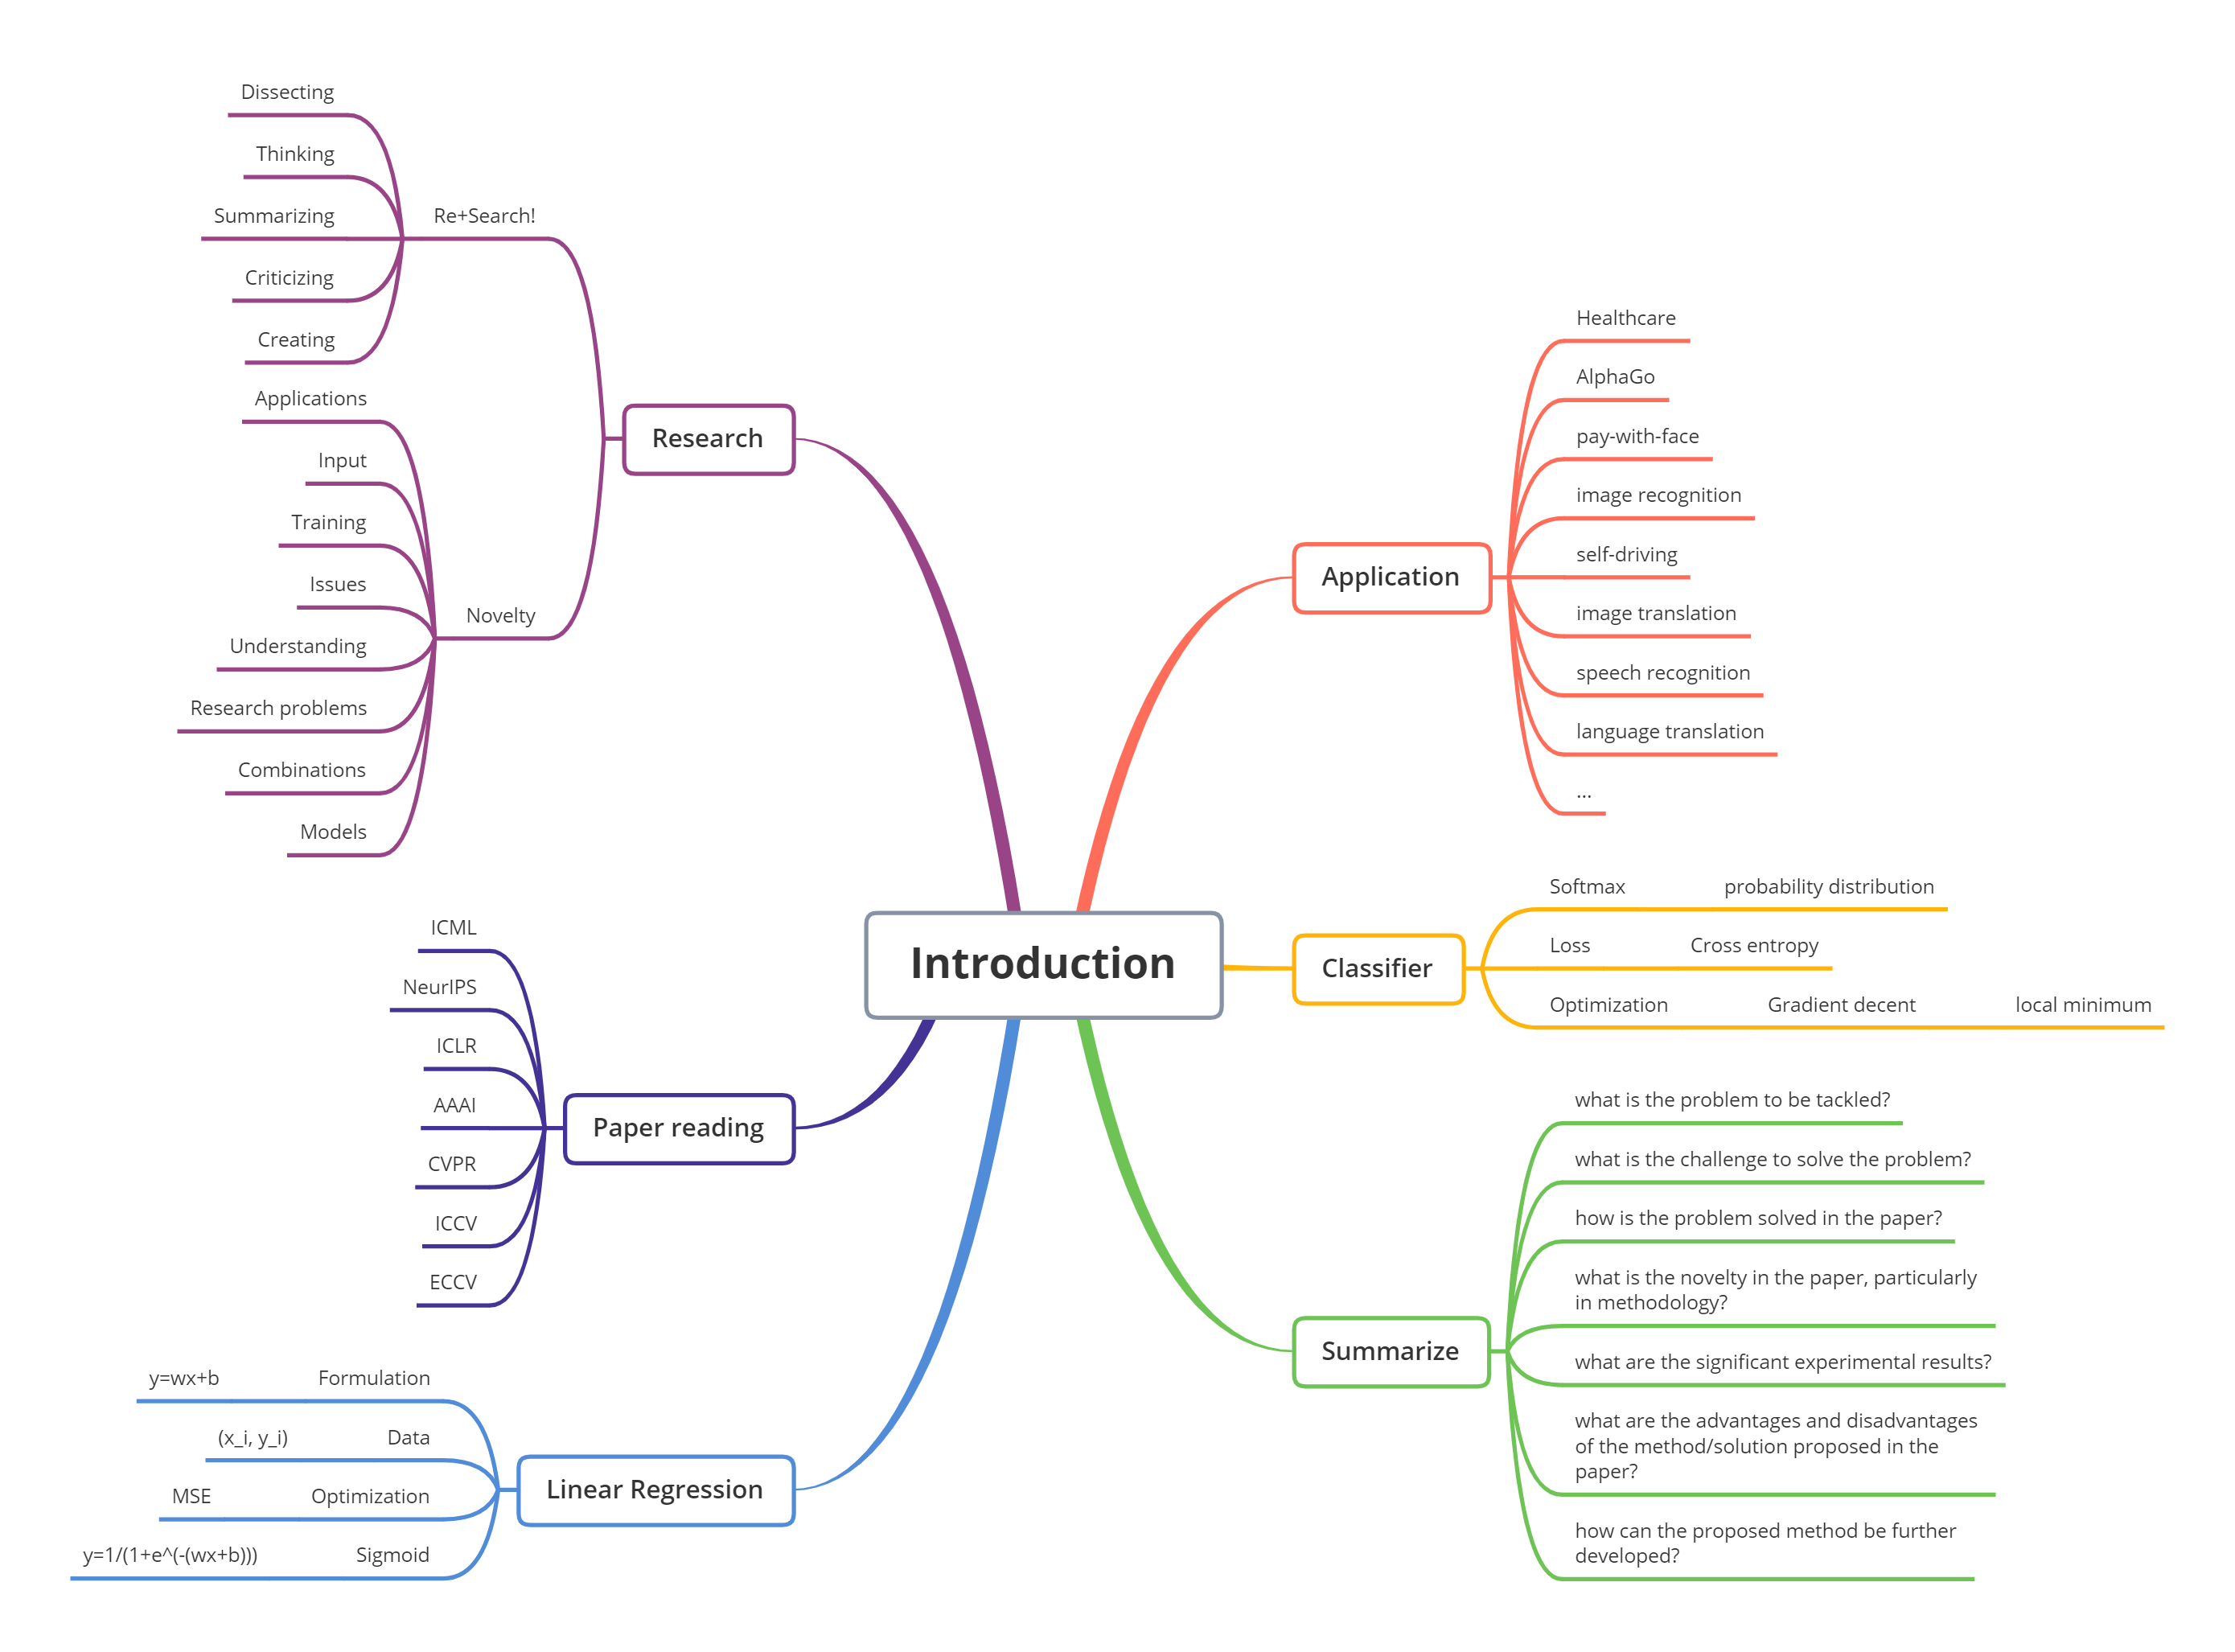 Introduction
Research
Re+Search!
Dissecting
Thinking
Summarizing
Criticizing
Creating
Novelty
Applications
Input
Training
Issues
Understanding
Research problems
Combinations
Models
Paper reading
ICML
NeurIPS
ICLR
AAAI
CVPR
ICCV
ECCV
Linear Regression
Formulation
y=wx+b
Data
(x_i, y_i)
Optimization
MSE
Sigmoid
y=1/(1+e^(-(wx+b)))
Application
Healthcare
AlphaGo
pay-with-face
image recognition
self-driving
image translation
speech recognition
language translation
...
Classifier
Softmax
probability distribution
Loss
Cross entropy
Optimization
Gradient decent
local minimum
Summarize
what is the problem to be tackled?
what is the challenge to solve the problem?
how is the problem solved in the paper?
what is the novelty in the paper, particularly
in methodology?
what are the significant experimental results?
what are the advantages and disadvantages
of the method/solution proposed in the
paper?
how can the proposed method be further
developed?